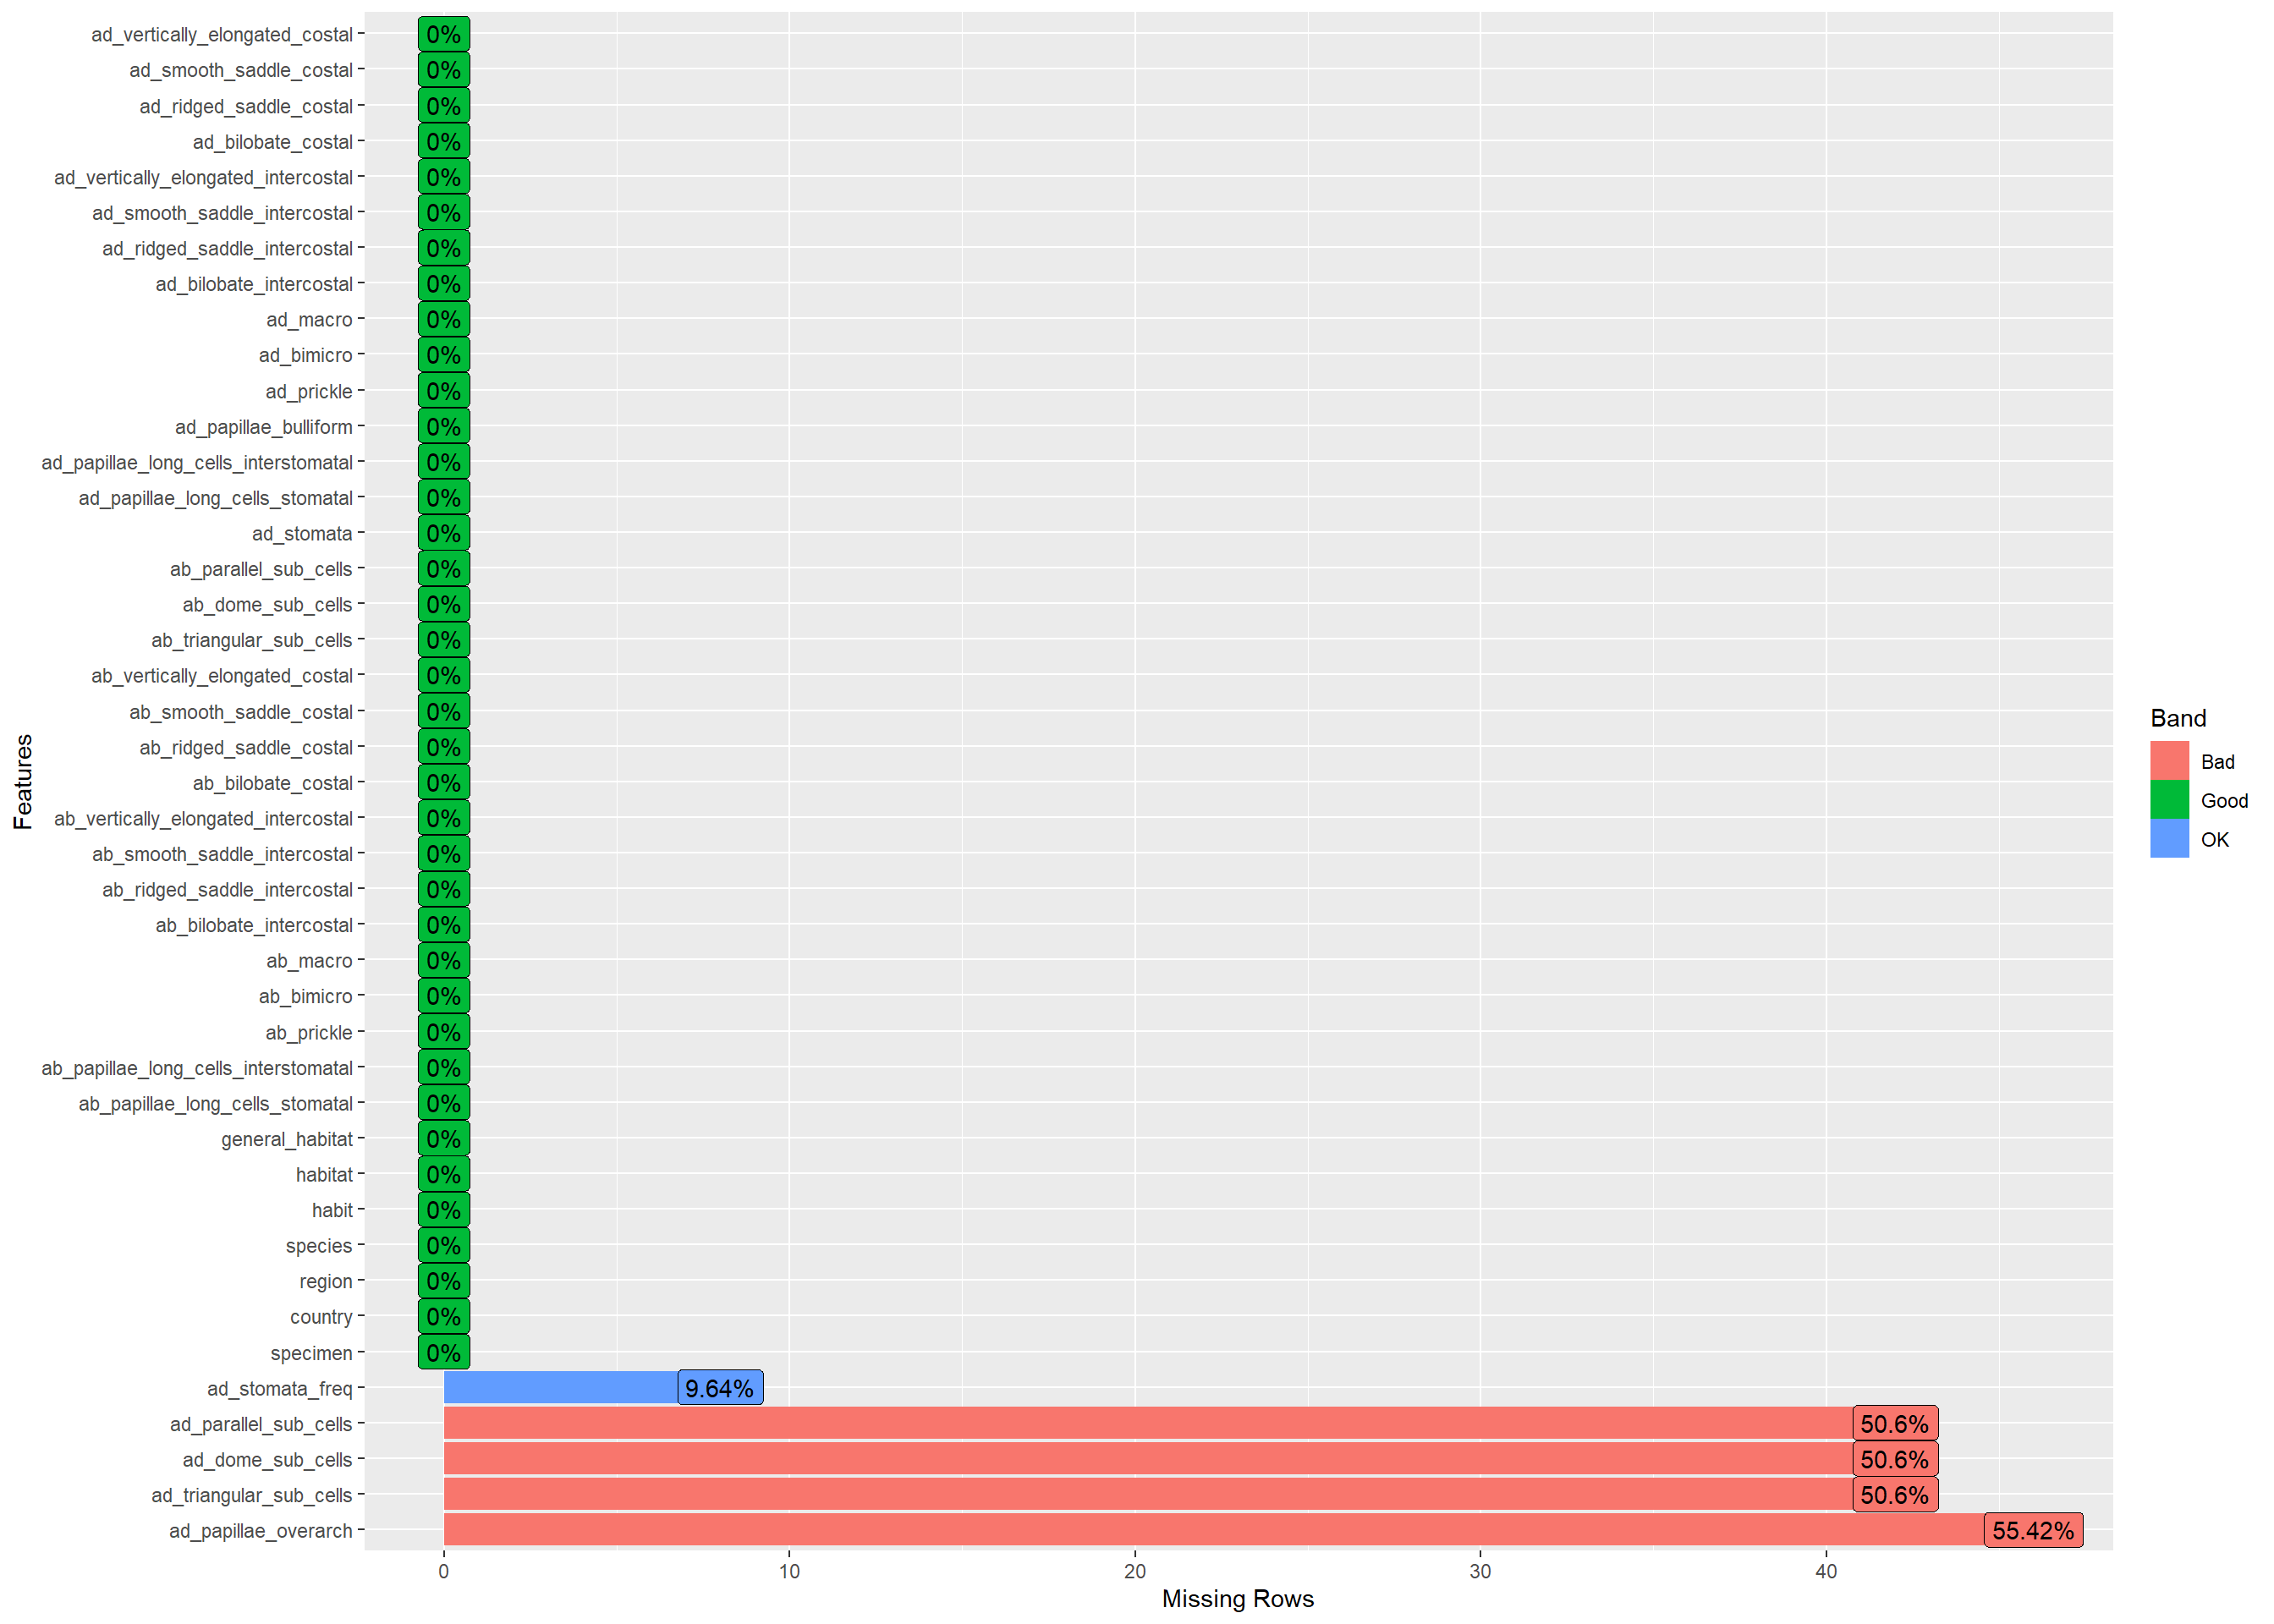 ad_vertically_elongated_costal 0%
ad_smooth_saddle_costal 0%
ad_ridged_saddle_costal 0%
ad_bilobate_costal 0%
ad_vertically_elongated_intercostal 0%
ad_smooth_saddle_intercostal 0%
ad_ridged_saddle_intercostal 0%
ad_bilobate_intercostal 0%
ad_macro 0%
ad_bimicro 0%
ad_prickle 0%
ad_papillae_bulliform 0%
ad_papillae_long_cells_interstomatal 0%
ad_papillae_long_cells_stomatal 0%
ad_stomata 0%
ab_parallel_sub_cells 0%
ab_dome_sub_cells 0%
ab_triangular_sub_cells 0%
ab_vertically_elongated_costal 0%
ab_smooth_saddle_costal 0%
ab_ridged_saddle_costal 0%
ab_bilobate_costal 0%
ab_vertically_elongated_intercostal 0%
ab_smooth_saddle_intercostal 0%
ab_ridged_saddle_intercostal 0%
ab_bilobate_intercostal 0%
ab_macro 0%
ab_bimicro 0%
ab_prickle 0%
ab_papillae_long_cells_interstomatal 0%
ab_papillae_long_cells_stomatal 0%
general_habitat 0%
habitat 0%
habit 0%
species 0%
region 0%
country 0%
specimen 0%
ad_stomata_freq 9.64%
ad_parallel_sub_cells 50.6%
ad_dome_sub_cells 50.6%
ad_triangular_sub_cells 50.6%
ad_papillae_overarch 55.42%
0 10 20 30 40
Missing Rows
Features
Band
Bad
Good
OK